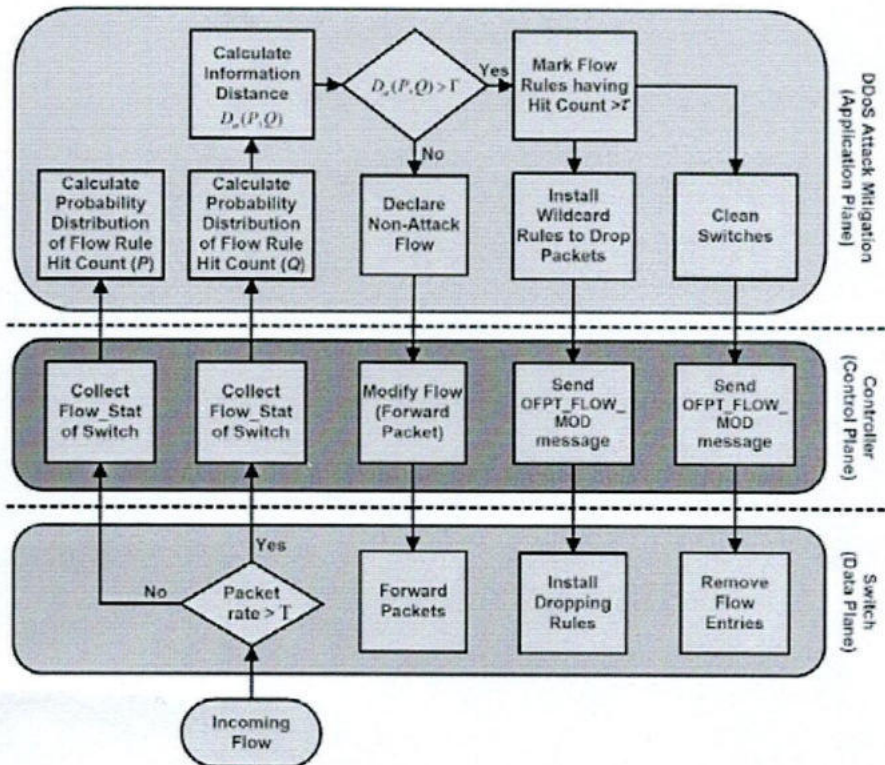 Calculate
Information
Distance
Dα(P,Q)
Dα(P,Q) > Γ
Yes
No
Mark Flow
Rules having
Hit Count >τ
Calculate
Probability
Distribution
of Flow Rule
Hit Count (P)
Calculate
Probability
Distribution
of Flow Rule
Hit Count (Q)
Declare
Non-Attack
Flow
Install
Wildcard
Rules to Drop
Packets
Clean
Switches
DDoS Attack Mitigation
(Application Plane)
Collect
Flow_Stat
of Switch
Collect
Flow_Stat
of Switch
Modify Flow
(Forward
Packet)
Send
OFPT_FLOW_
MOD
message
Send
OFPT_FLOW_
MOD
message
Controller
(Control Plane)
No
Yes
Packet
rate > T
Forward
Packets
Install
Dropping
Rules
Remove
Flow
Entries
Switch
(Data Plane)
Incoming
Flow